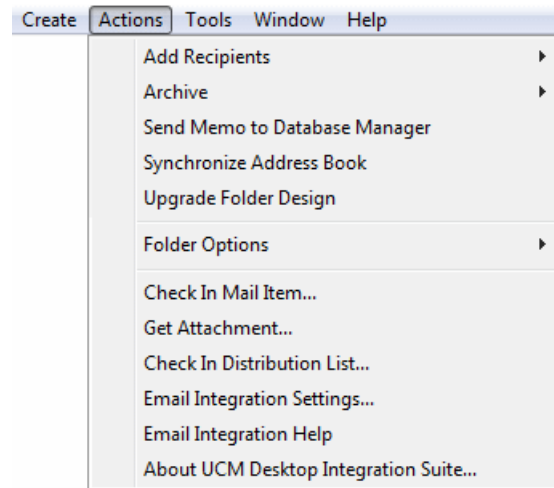 Create Actions Tools Window Help
Add Recipients
Archive
Send Memo to Database Manager
Synchronize Address Book
Upgrade Folder Design
Folder Options
Check In Mail Item...
Get Attachment...
Check In Distribution List...
Email Integration Settings...
Email Integration Help
About UCM Desktop Integration Suite...